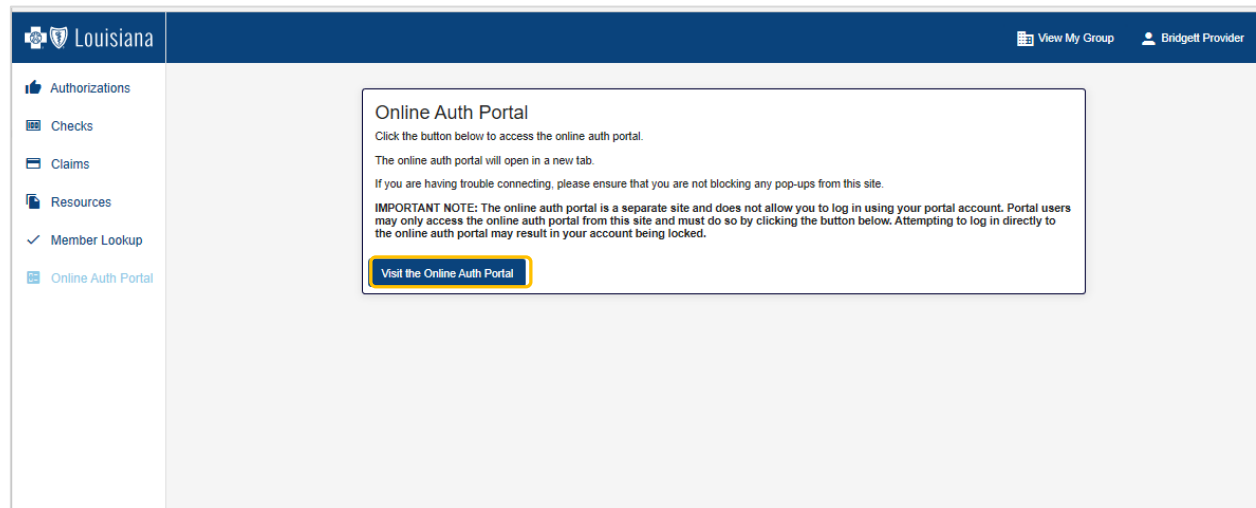 Louisiana
View My Group
Bridgett Provider
Authorizations
Checks
Claims
Resources
Member Lookup
Online Auth Portal
Online Auth Portal
Click the button below to access the online auth portal.
The online auth portal will open in a new tab.
If you are having trouble connecting, please ensure that you are not blocking any pop-ups from this site.
IMPORTANT NOTE: The online auth portal is a separate site and does not allow you to log in using your portal account. Portal users
may only access the online auth portal from this site and must do so by clicking the button below. Attempting to log in directly to
the online auth portal may result in your account being locked.
Visit the Online Auth Portal